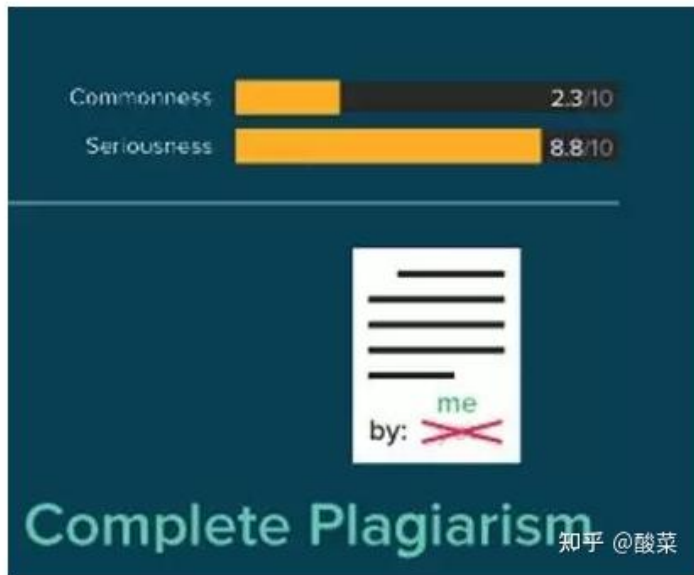 Commonness 2.3/10
Seriousness 8.8/10
me
by:
Complete Plagiarism
知乎 @酸菜